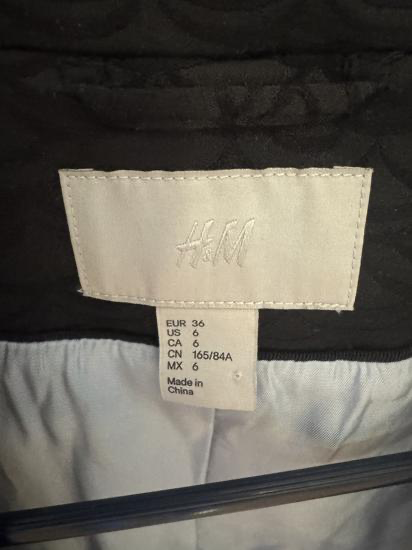 H&M
EUR 36
US 6
CA 6
CN 165/84A
MX 6
Made in
China